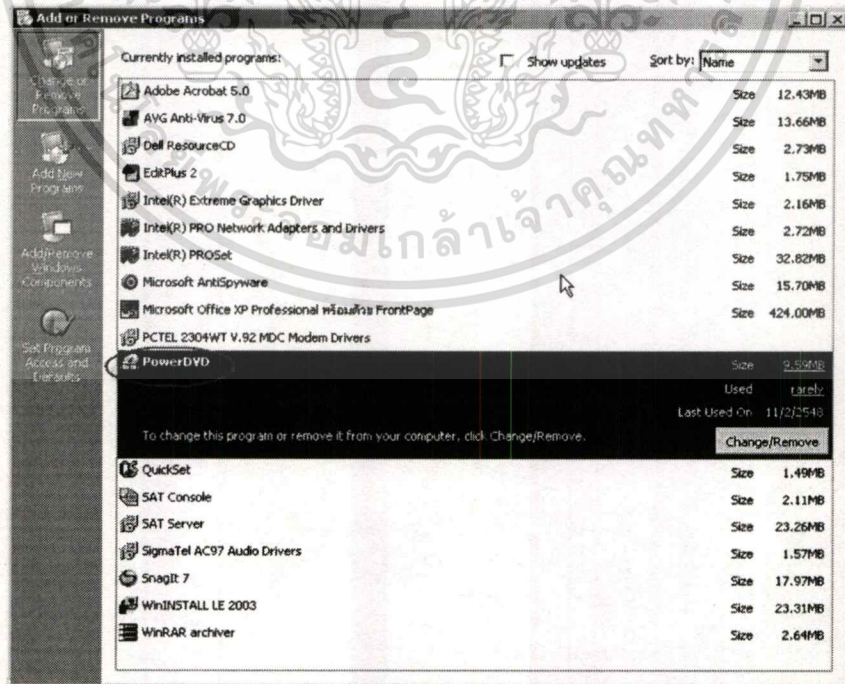 Add or Remove Programs
Change or Remove Programs
Add New Programs
Add/Remove Windows Components
Set Program Access and Defaults
Currently installed programs:
Show updates
Sort by: Name
Adobe Acrobat 5.0 Size 12.43MB
AVG Anti-Virus 7.0 Size 13.66MB
Dell ResourceCD Size 2.73MB
EditPlus 2 Size 1.75MB
Intel(R) Extreme Graphics Driver Size 2.16MB
Intel(R) PRO Network Adapters and Drivers Size 2.72MB
Intel(R) PROSet Size 32.82MB
Microsoft AntiSpyware Size 15.70MB
Microsoft Office XP Professional พร้อมด้วย FrontPage Size 424.00MB
PCTEL 2304WT V.92 MDC Modem Drivers
PowerDVD Size 9.59MB
Used rarely
Last Used On 11/2/2548
To change this program or remove it from your computer, click Change/Remove.
Change/Remove
QuickSet Size 1.49MB
SAT Console Size 2.11MB
SAT Server Size 23.26MB
SigmaTel AC97 Audio Drivers Size 1.57MB
SnagIt 7 Size 17.97MB
WinINSTALL LE 2003 Size 23.31MB
WinRAR archiver Size 2.64MB